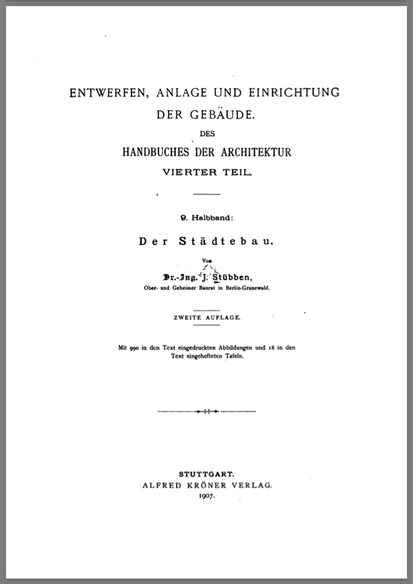 ENTWERFEN, ANLAGE UND EINRICHTUNG
DER GEBÄUDE.
DES
HANDBUCHES DER ARCHITEKTUR
VIERTER TEIL.
9. Halbband:
Der Städtebau.
Von
Dr.-Ing. J. Stübben,
Ober- und Geheimer Baurat in Berlin-Grunewald.
ZWEITE AUFLAGE.
Mit 990 in den Text eingedruckten Abbildungen und 18 in den
Text eingehefteten Tafeln.
STUTTGART.
ALFRED KRÖNER VERLAG.
1907.